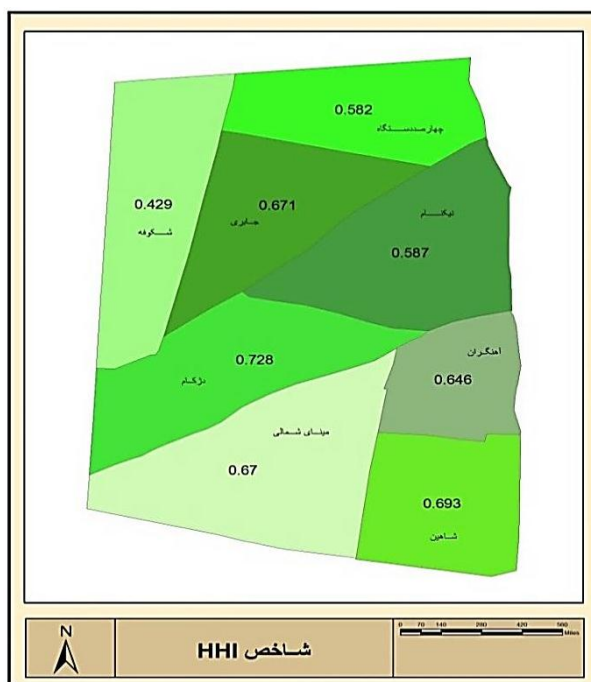 0.582
چهارصددستگاه
0.429
شکوفه
0.671
جابری
نیکنام
0.587
0.728
دژکام
آهنگران
0.646
مینای شمالی
0.67
0.693
شاهین
N
شاخص HHI
0 70 140 280 420 560
Miles